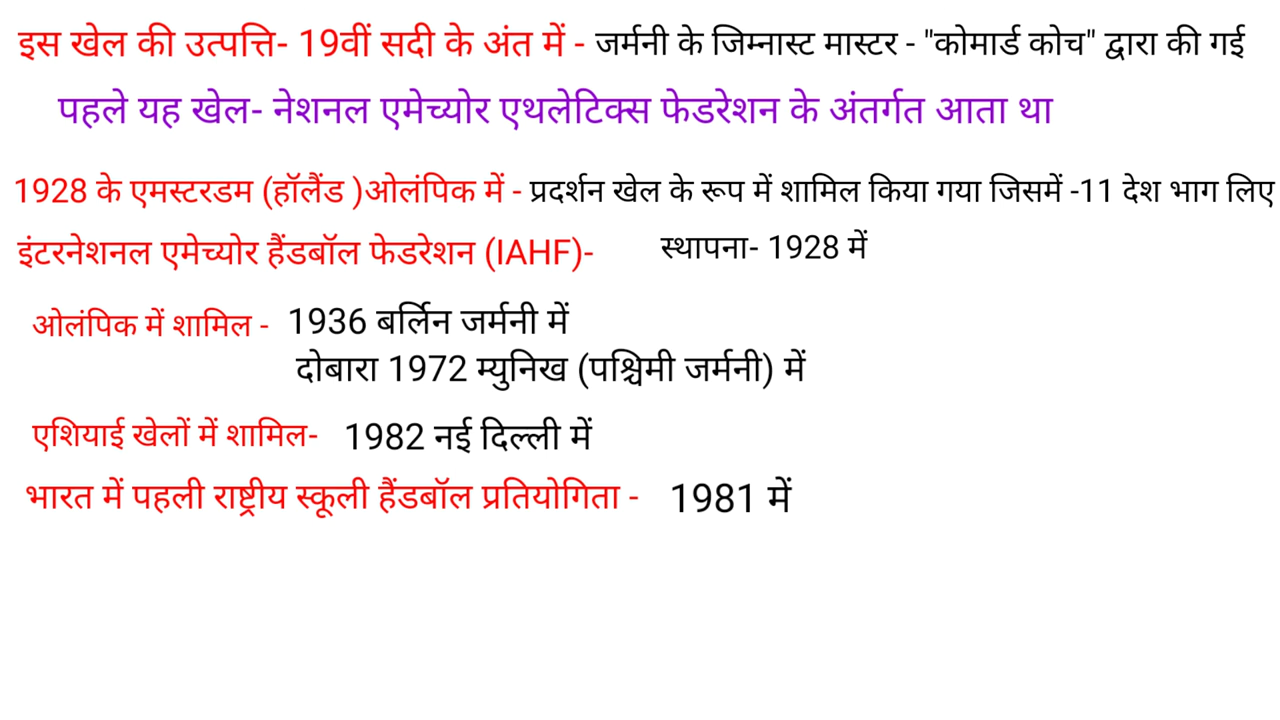 इस खेल की उत्पत्ति- 19वीं सदी के अंत में - जर्मनी के जिम्नास्ट मास्टर - "कोमार्ड कोच" द्वारा की गई
पहले यह खेल- नेशनल एमेच्योर एथलेटिक्स फेडरेशन के अंतर्गत आता था
1928 के एमस्टरडम (हॉलैंड )ओलंपिक में - प्रदर्शन खेल के रूप में शामिल किया गया जिसमें -11 देश भाग लिए
इंटरनेशनल एमेच्योर हैंडबॉल फेडरेशन (IAHF)- स्थापना- 1928 में
ओलंपिक में शामिल - 1936 बर्लिन जर्मनी में
दोबारा 1972 म्युनिख (पश्चिमी जर्मनी) में
एशियाई खेलों में शामिल- 1982 नई दिल्ली में
भारत में पहली राष्ट्रीय स्कूली हैंडबॉल प्रतियोगिता - 1981 में